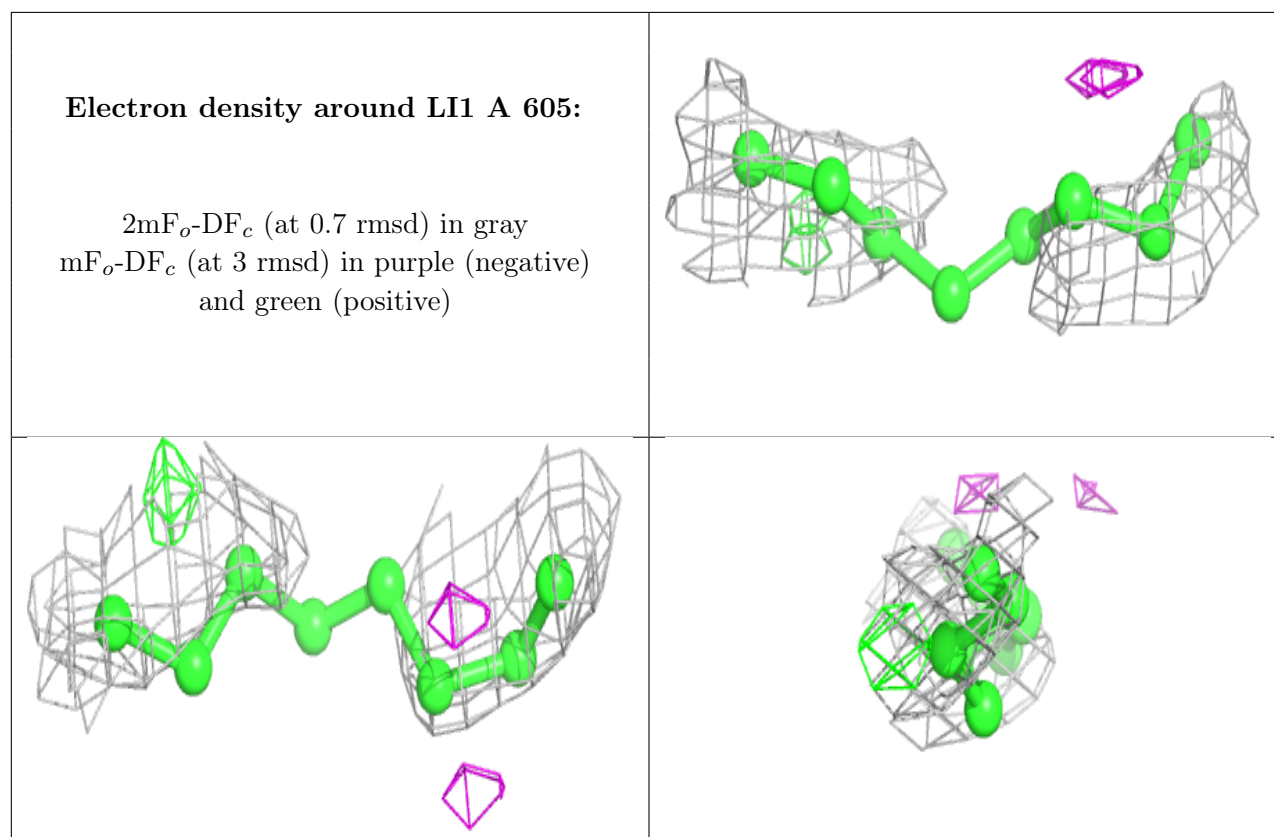 Electron density around LI1 A 605:
2mFo-DFc (at 0.7 rmsd) in gray
mFo-DFc (at 3 rmsd) in purple (negative)
and green (positive)